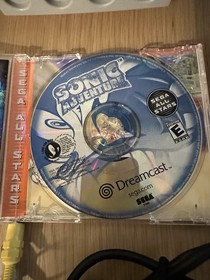 SEGA ALL STARS
SONIC
ADVENTURE
SEGA
ALL
STARS
E
Dreamcast
sega.com
SEGA